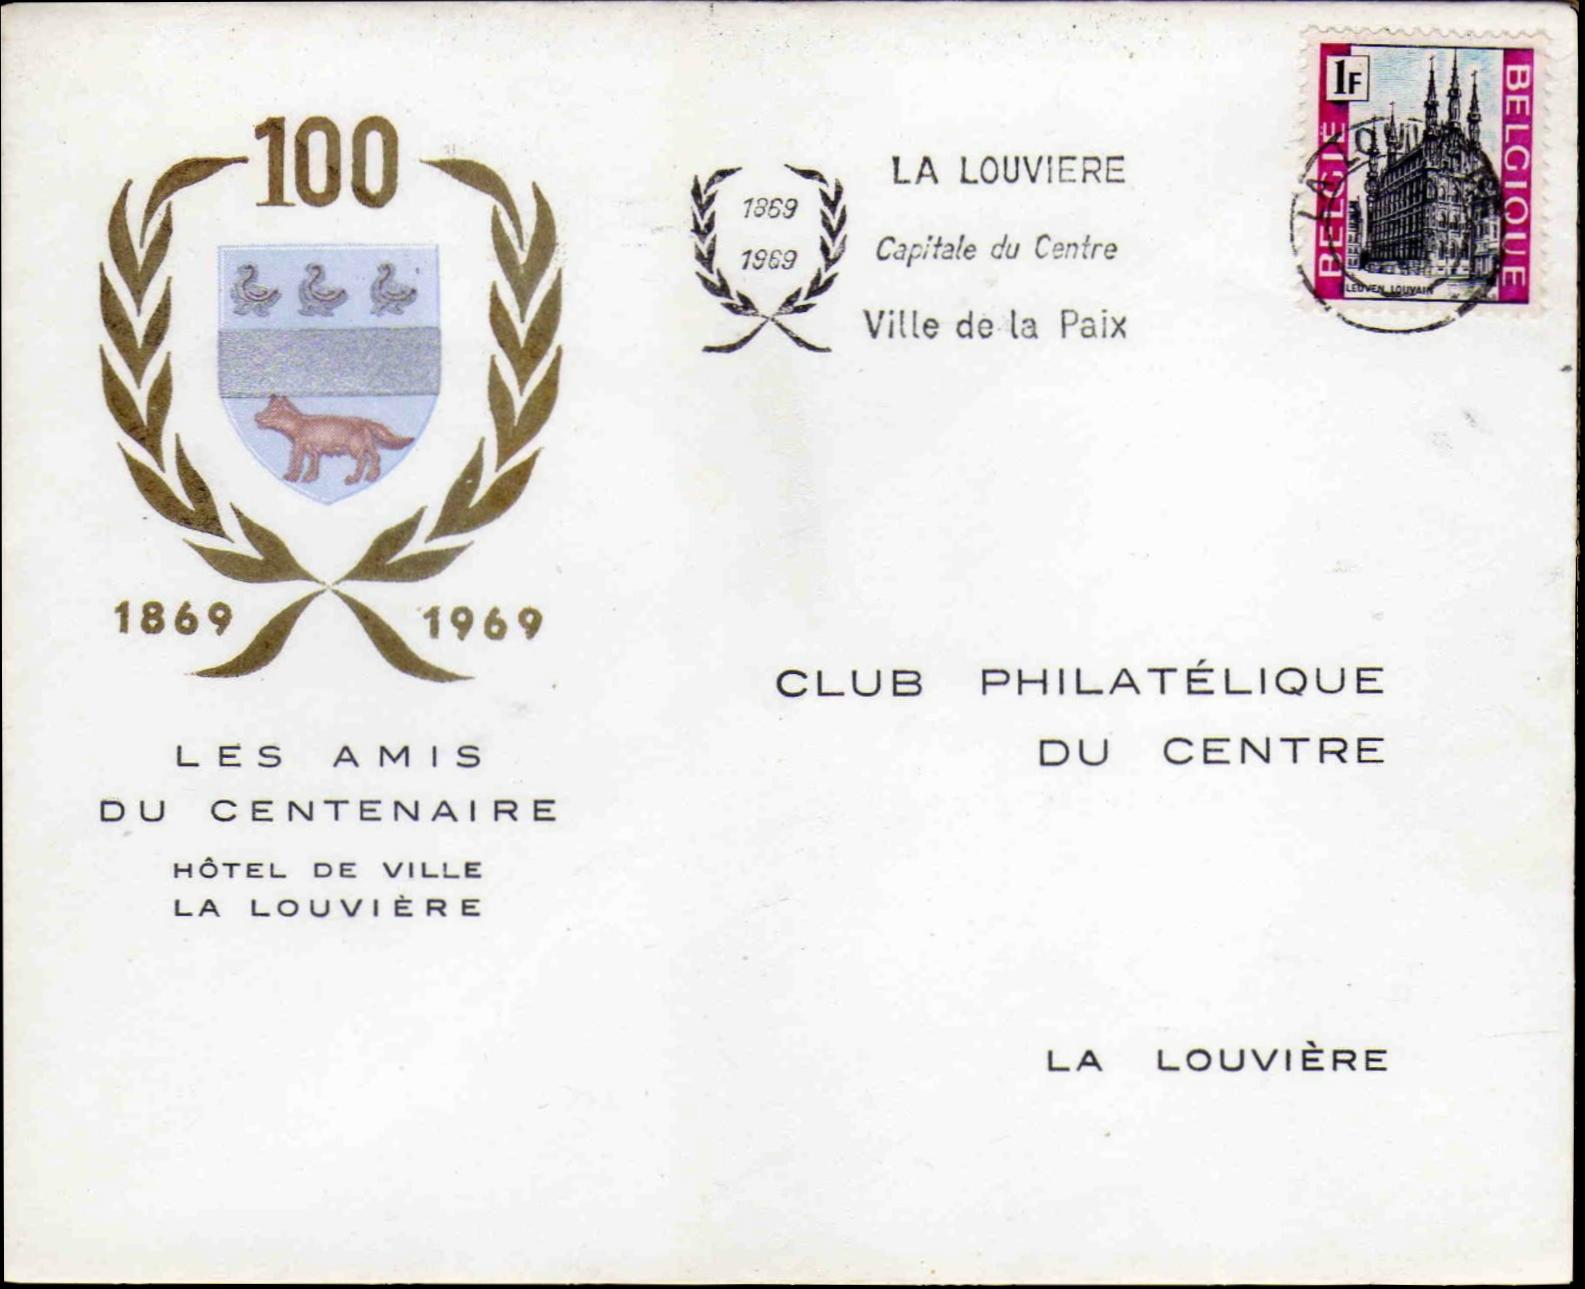 100
1869 1969
LES AMIS
DU CENTENAIRE
HÔTEL DE VILLE
LA LOUVIÈRE
1869
1969
LA LOUVIERE
Capitale du Centre
Ville de la Paix
1F
BELGIË
BELGIQUE
LEUVEN LOUVAIN
CLUB PHILATÉLIQUE
DU CENTRE
LA LOUVIÈRE